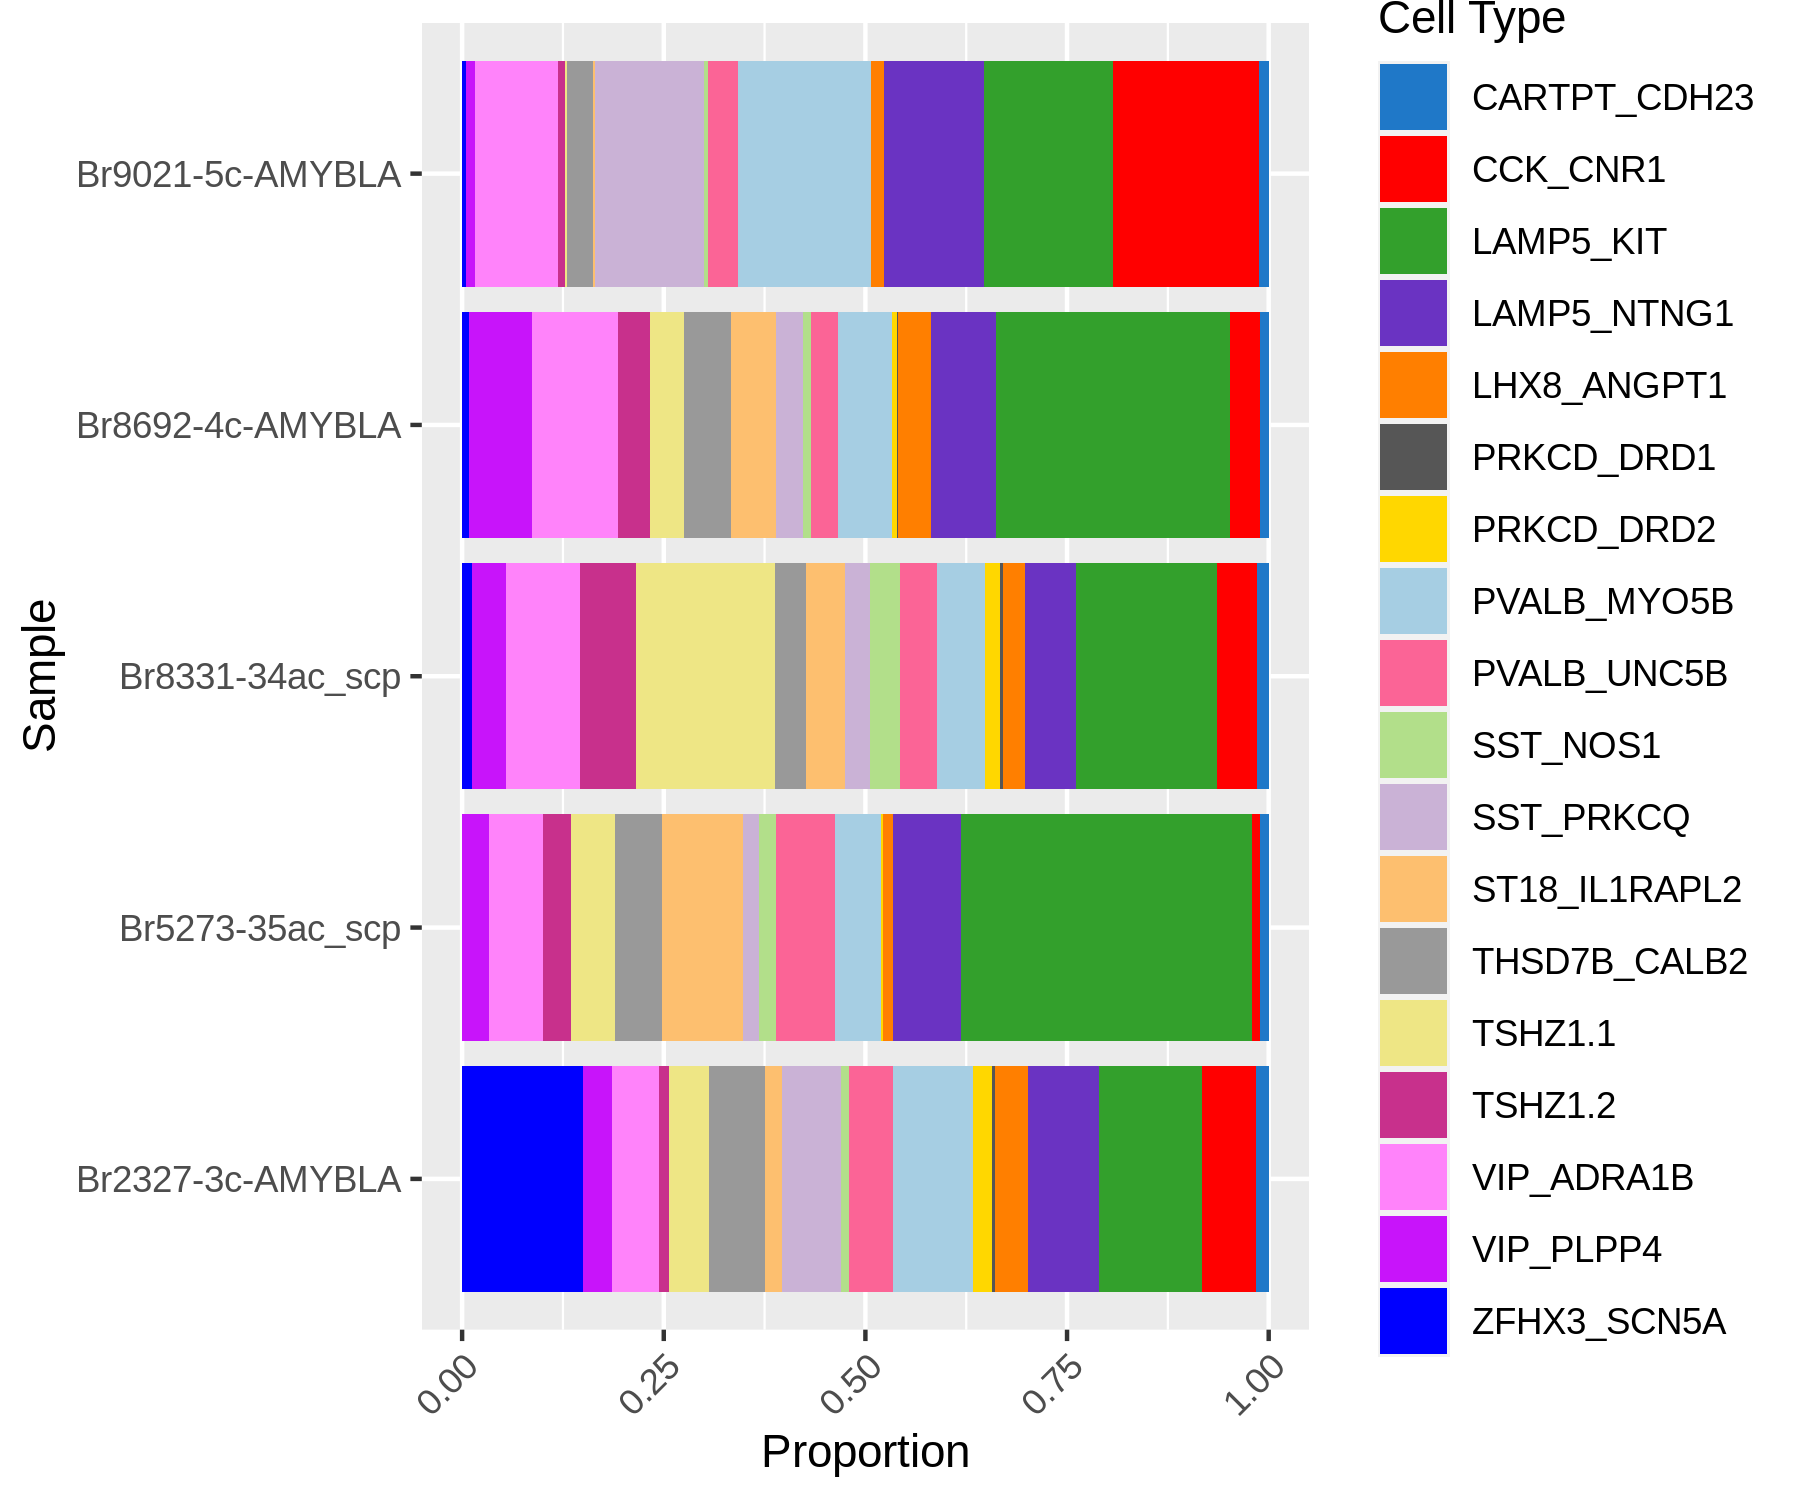 Cell Type
CARTPT_CDH23
CCK_CNR1
LAMP5_KIT
LAMP5_NTNG1
LHX8_ANGPT1
PRKCD_DRD1
PRKCD_DRD2
PVALB_MYO5B
PVALB_UNC5B
SST_NOS1
SST_PRKCQ
ST18_IL1RAPL2
THSD7B_CALB2
TSHZ1.1
TSHZ1.2
VIP_ADRA1B
VIP_PLPP4
ZFHX3_SCN5A
Sample
Br9021-5c-AMYBLA
Br8692-4c-AMYBLA
Br8331-34ac_scp
Br5273-35ac_scp
Br2327-3c-AMYBLA
0.00 0.25 0.50 0.75 1.00
Proportion